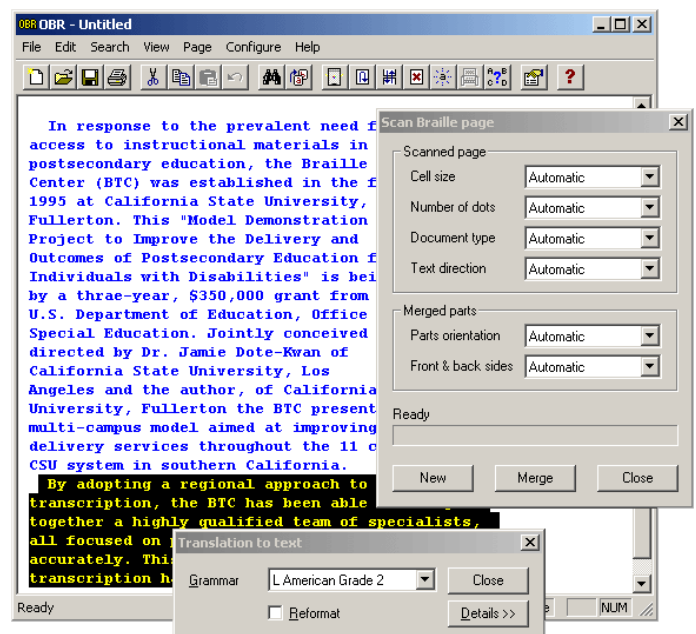 OBR OBR - Untitled
File Edit Search View Page Configure Help
In response to the prevalent need f
access to instructional materials in
postsecondary education, the Braille
Center (BTC) was established in the f
1995 at California State University,
Fullerton. This "Model Demonstration
Project to Improve the Delivery and
Outcomes of Postsecondary Education f
Individuals with Disabilities" is bei
by a thrae-year, $350,000 grant from
U.S. Department of Education, Office
Special Education. Jointly conceived
directed by Dr. Jamie Dote-Kwan of
California State University, Los
Angeles and the author, of California
University, Fullerton the BTC present
multi-campus model aimed at improving
delivery services throughout the 11 c
CSU system in southern California.
By adopting a regional approach to
transcription, the BTC has been able
together a highly qualified team of specialists,
all focused on
accurately. This
transcription h
Ready
NUM
Scan Braille page
Scanned page
Cell size Automatic
Number of dots Automatic
Document type Automatic
Text direction Automatic
Merged parts
Parts orientation Automatic
Front & back sides Automatic
Ready
New Merge Close
Translation to text
Grammar L American Grade 2 Close
Reformat Details >>